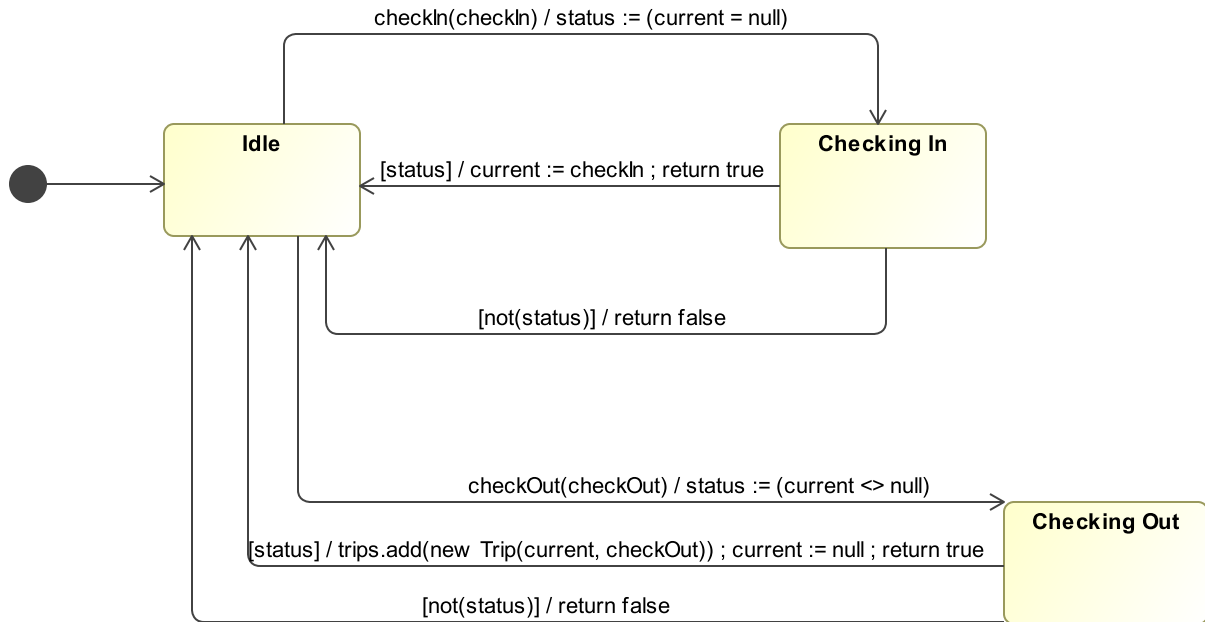 checkIn(checkIn) / status := (current = null)
Idle
Checking In
[status] / current := checkIn ; return true
[not(status)] / return false
checkOut(checkOut) / status := (current <> null)
Checking Out
[status] / trips.add(new Trip(current, checkOut)) ; current := null ; return true
[not(status)] / return false